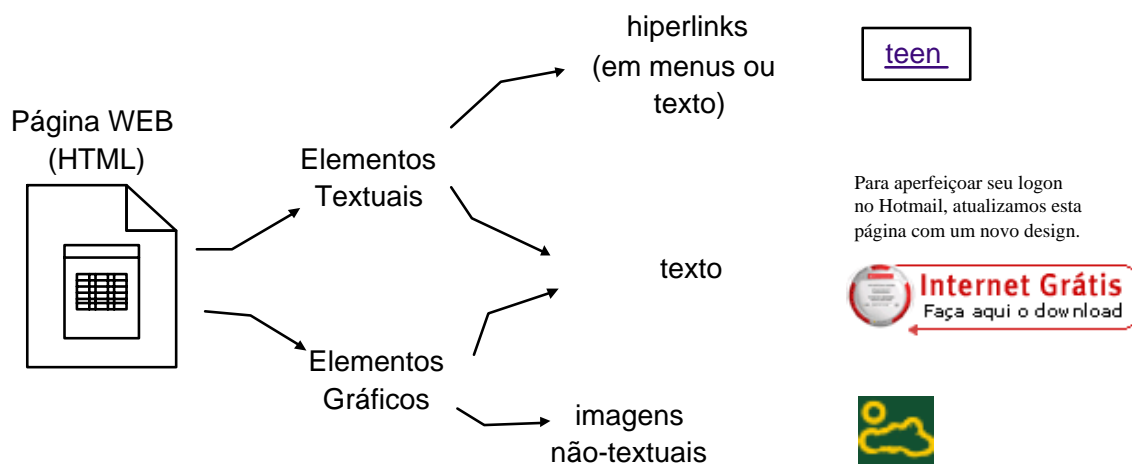 Página WEB
(HTML)
Elementos
Textuais
Elementos
Gráficos
hiperlinks
(em menus ou
texto)
texto
imagens
não-textuais
teen
Para aperfeiçoar seu logon
no Hotmail, atualizamos esta
página com um novo design.
Internet Grátis
Faça aqui o download